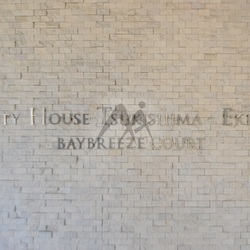 ty House Tsukishima - Eki
BAYBREEZE COURT